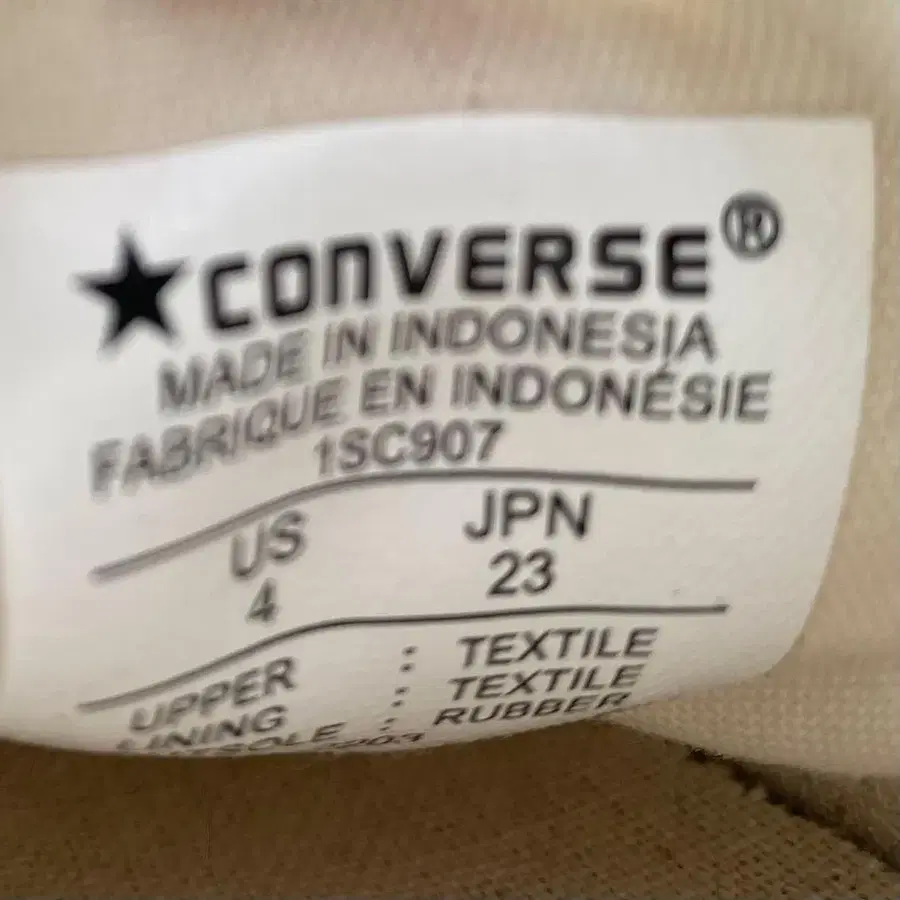 ★CONVERSE®
MADE IN INDONESIA
FABRIQUE EN INDONÉSIE
1SC907
US JPN
4 23
UPPER : TEXTILE
LINING : TEXTILE
: RUBBER